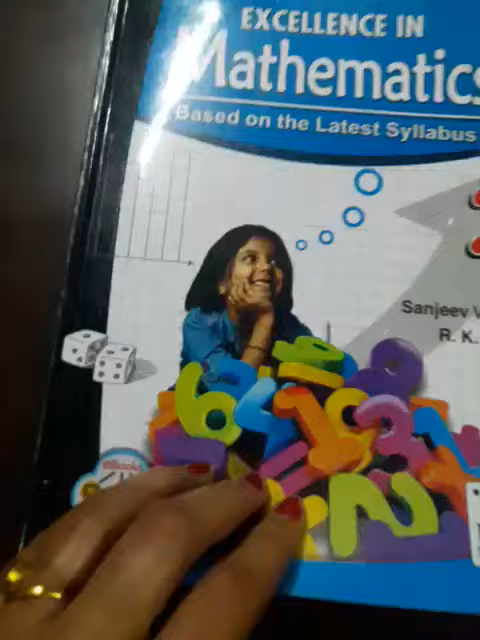 EXCELLENCE IN
Mathematics
Based on the Latest Syllabus
Sanjeev
R. K.